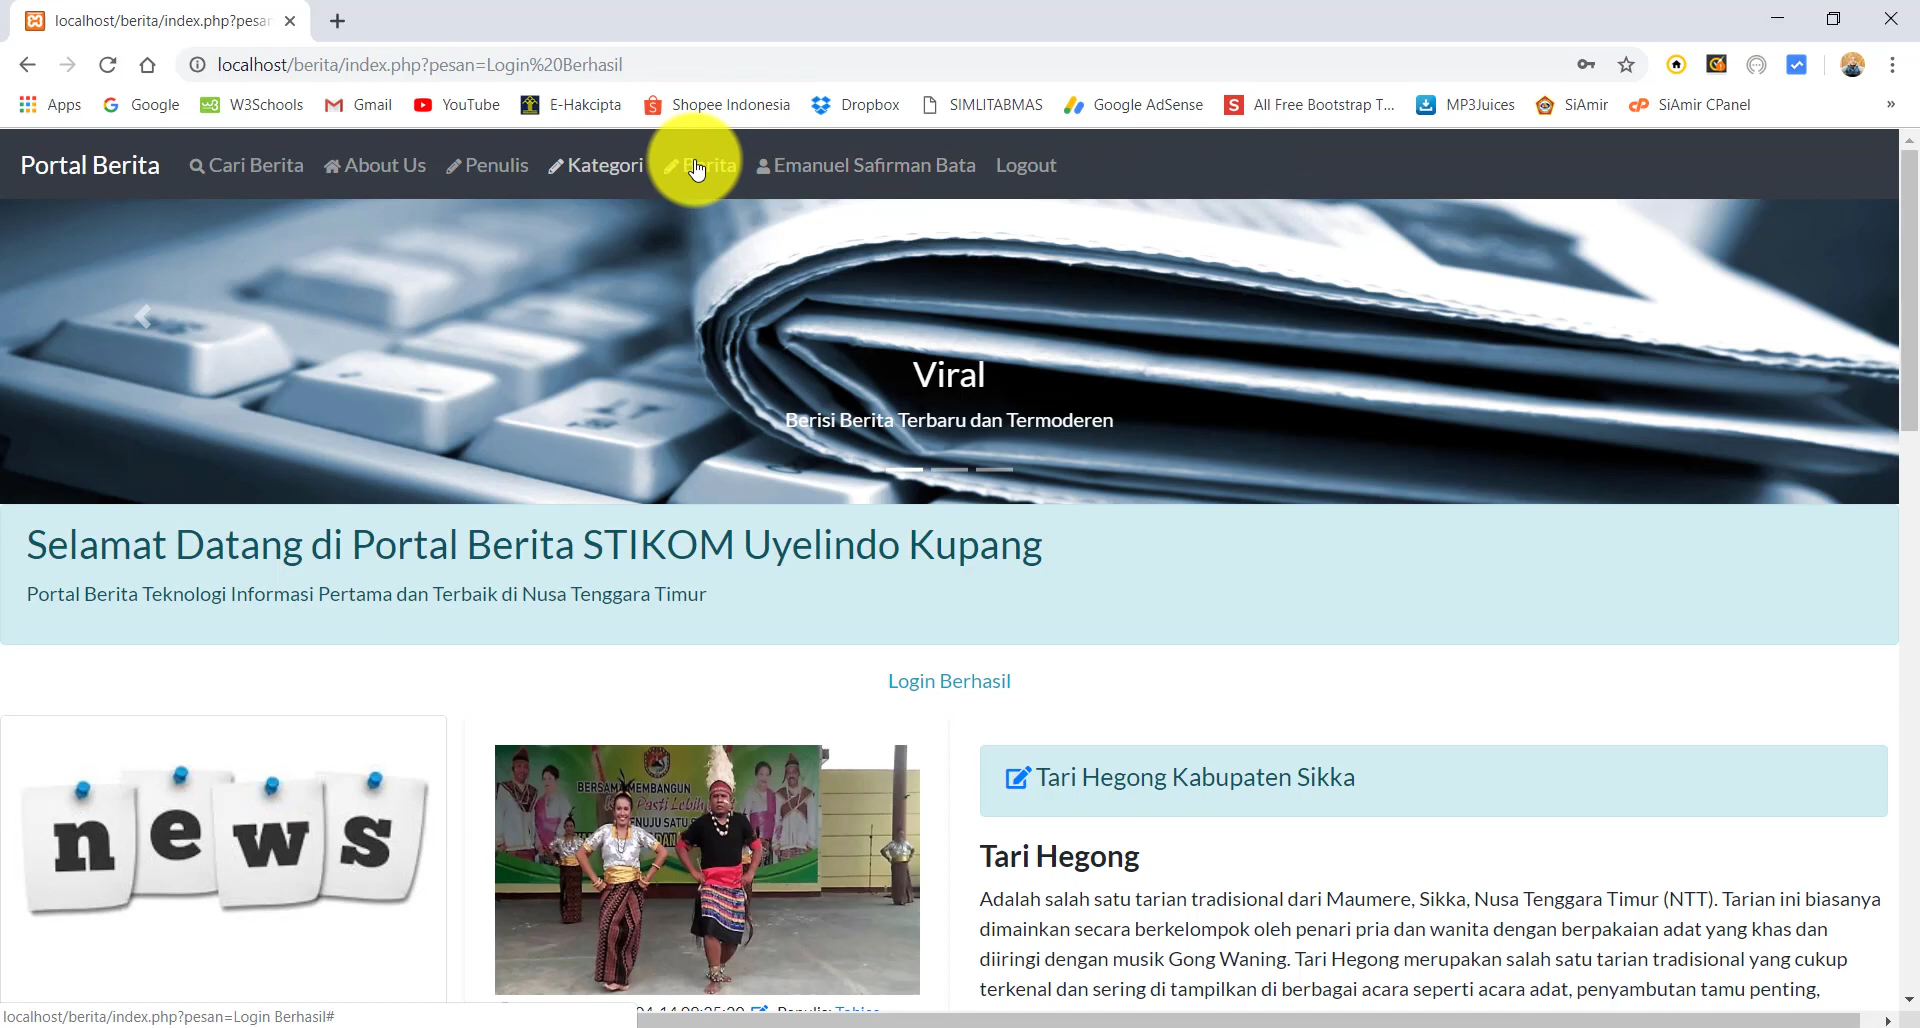 localhost/berita/index.php?pesan
localhost/berita/index.php?pesan=Login%20Berhasil
Apps Google W3Schools Gmail YouTube E-Hakcipta Shopee Indonesia Dropbox SIMLITABMAS Google AdSense All Free Bootstrap T... MP3Juices SiAmir SiAmir CPanel »
Portal Berita Cari Berita About Us Penulis Kategori Berita Emanuel Safirman Bata Logout
Viral
Berisi Berita Terbaru dan Termoderen
Selamat Datang di Portal Berita STIKOM Uyelindo Kupang
Portal Berita Teknologi Informasi Pertama dan Terbaik di Nusa Tenggara Timur
Login Berhasil
news
BERSAMA MEMBANGUN
Pasti Lebih
Tari Hegong Kabupaten Sikka
Tari Hegong
Adalah salah satu tarian tradisional dari Maumere, Sikka, Nusa Tenggara Timur (NTT). Tarian ini biasanya
dimainkan secara berkelompok oleh penari pria dan wanita dengan berpakaian adat yang khas dan
diiringi dengan musik Gong Waning. Tari Hegong merupakan salah satu tarian tradisional yang cukup
terkenal dan sering di tampilkan di berbagai acara seperti acara adat, penyambutan tamu penting,
localhost/berita/index.php?pesan=Login Berhasil#